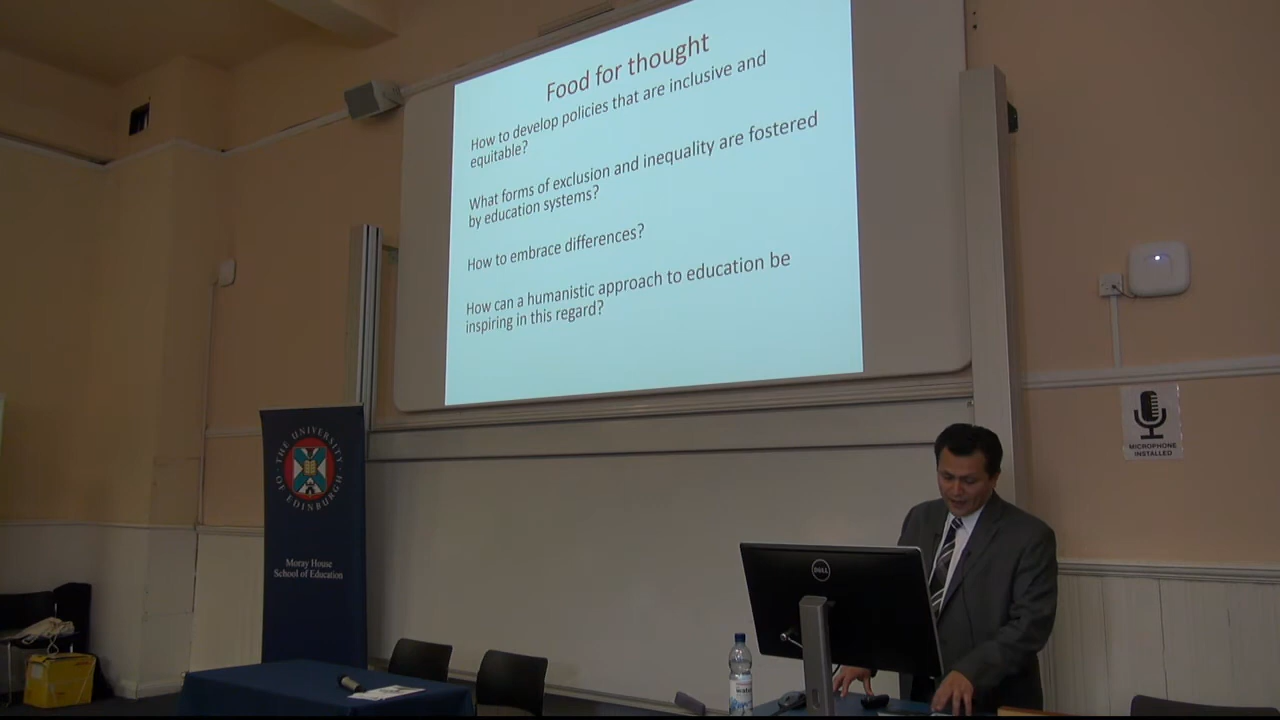 Food for thought
How to develop policies that are inclusive and
equitable?
What forms of exclusion and inequality are fostered
by education systems?
How to embrace differences?
How can a humanistic approach to education be
inspiring in this regard?
THE UNIVERSITY
OF EDINBURGH
Moray House
School of Education
MICROPHONE
INSTALLED
DELL
water